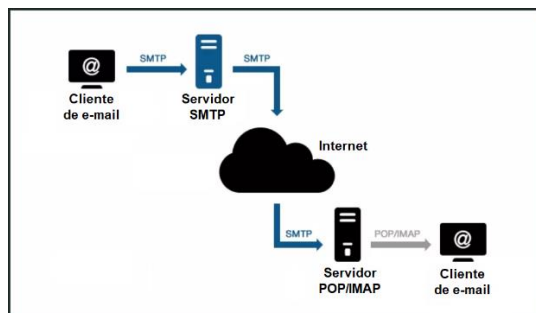 @
SMTP
SMTP
Cliente
de e-mail
Servidor
SMTP
Internet
SMTP
POP/IMAP
@
Servidor
POP/IMAP
Cliente
de e-mail